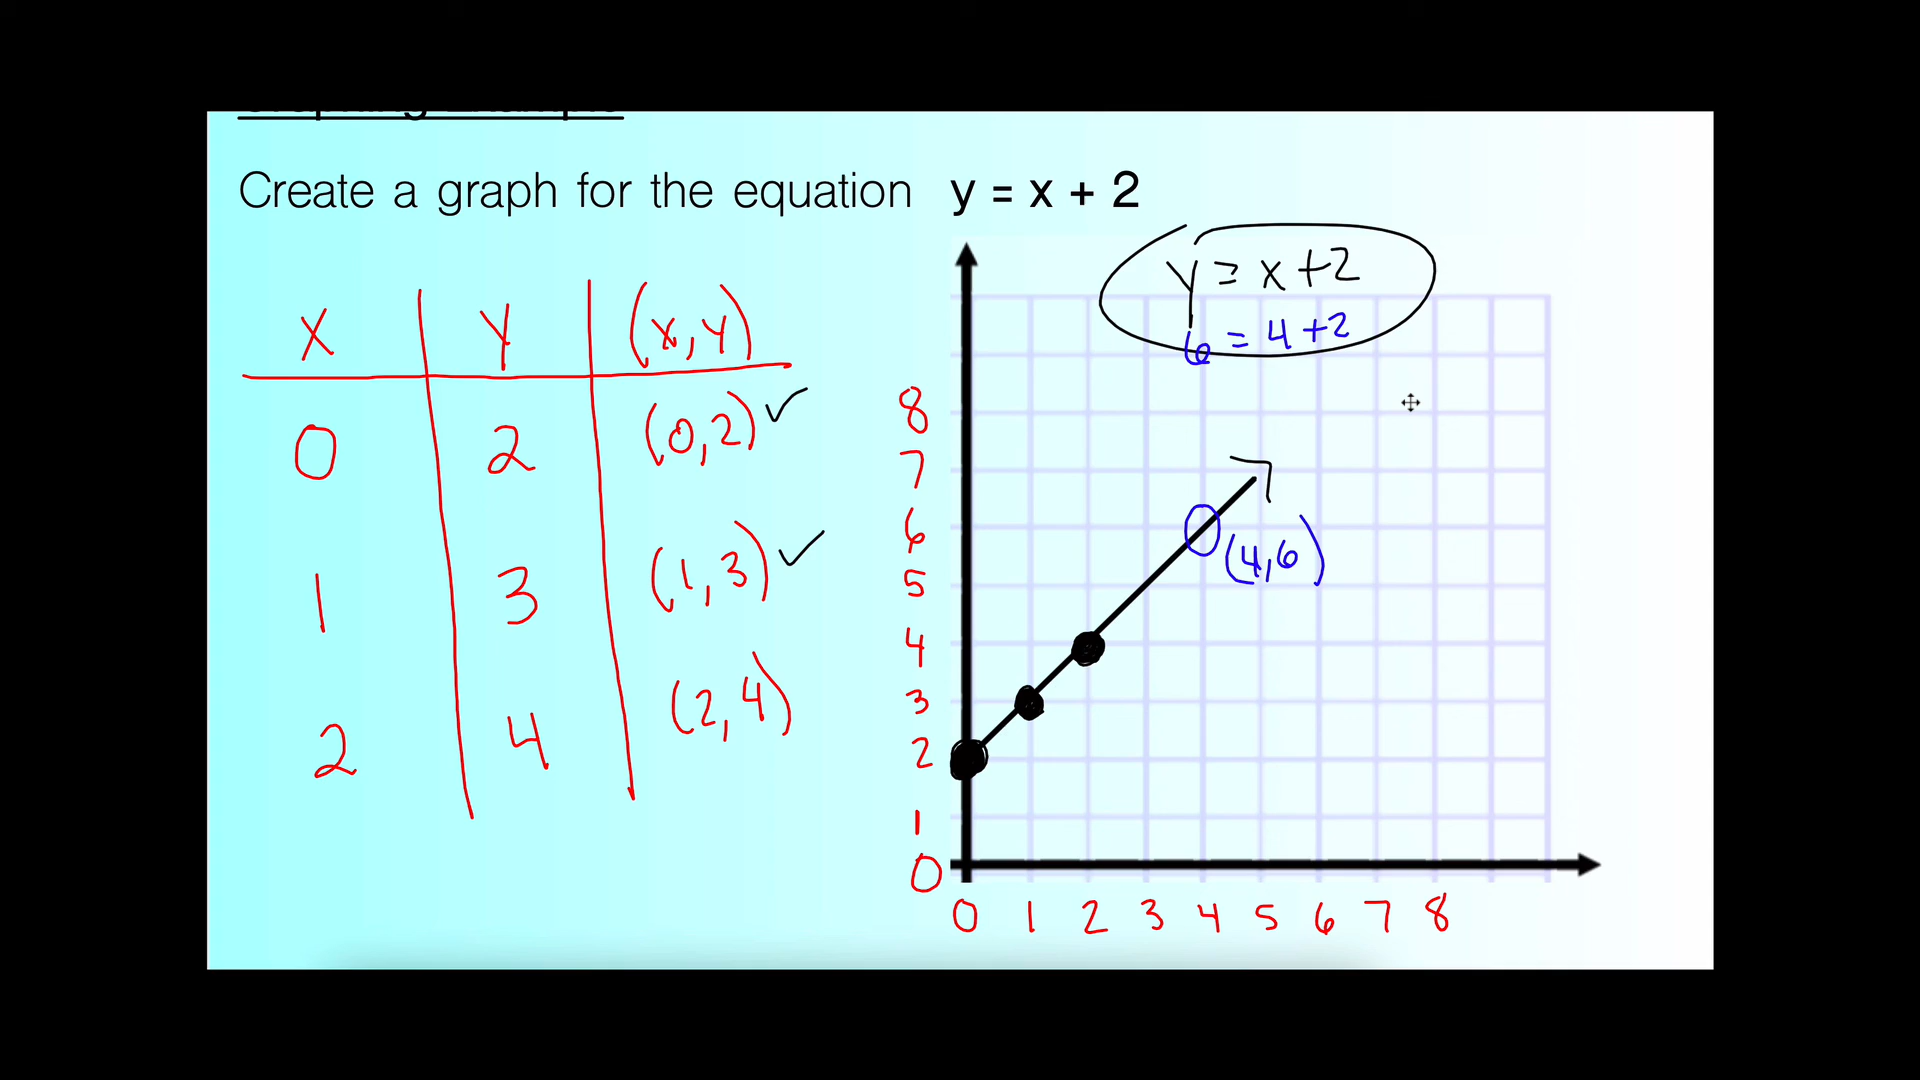 Graphing Example
Create a graph for the equation y = x + 2
y = x + 2
6 = 4 + 2
X Y (x, y)
0 2 (0, 2) ✓
1 3 (1, 3) ✓
2 4 (2, 4)
8
7
6
5
4
3
2
1
0
(4, 6)
0 1 2 3 4 5 6 7 8